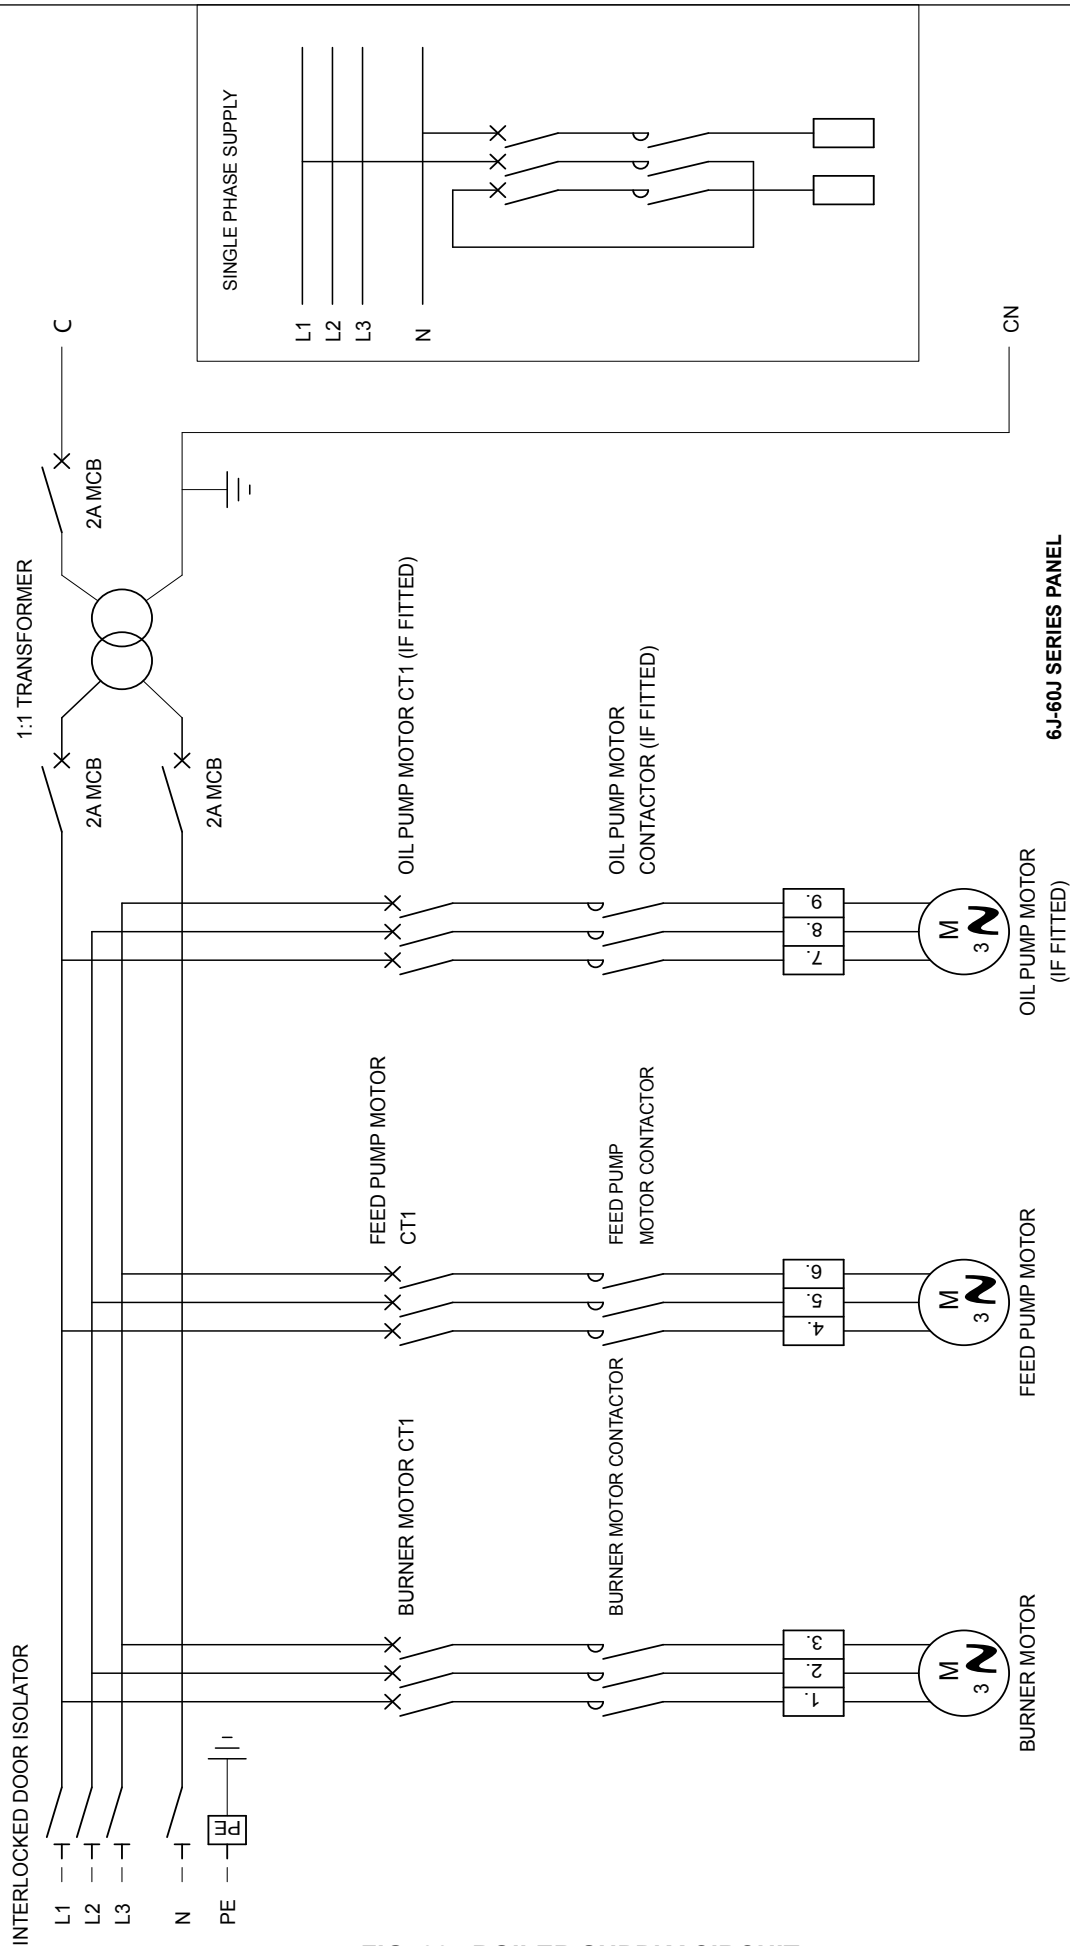 INTERLOCKED DOOR ISOLATOR
L1
L2
L3
N
PE
PE
1:1 TRANSFORMER
2A MCB
2A MCB
2A MCB
C
CN
BURNER MOTOR CT1
FEED PUMP MOTOR
CT1
OIL PUMP MOTOR CT1 (IF FITTED)
BURNER MOTOR CONTACTOR
FEED PUMP
MOTOR CONTACTOR
OIL PUMP MOTOR
CONTACTOR (IF FITTED)
1.
2.
3.
4.
5.
6.
7.
8.
9.
M
3
M
3
M
3
BURNER MOTOR
FEED PUMP MOTOR
OIL PUMP MOTOR
(IF FITTED)
SINGLE PHASE SUPPLY
L1
L2
L3
N
6J-60J SERIES PANEL